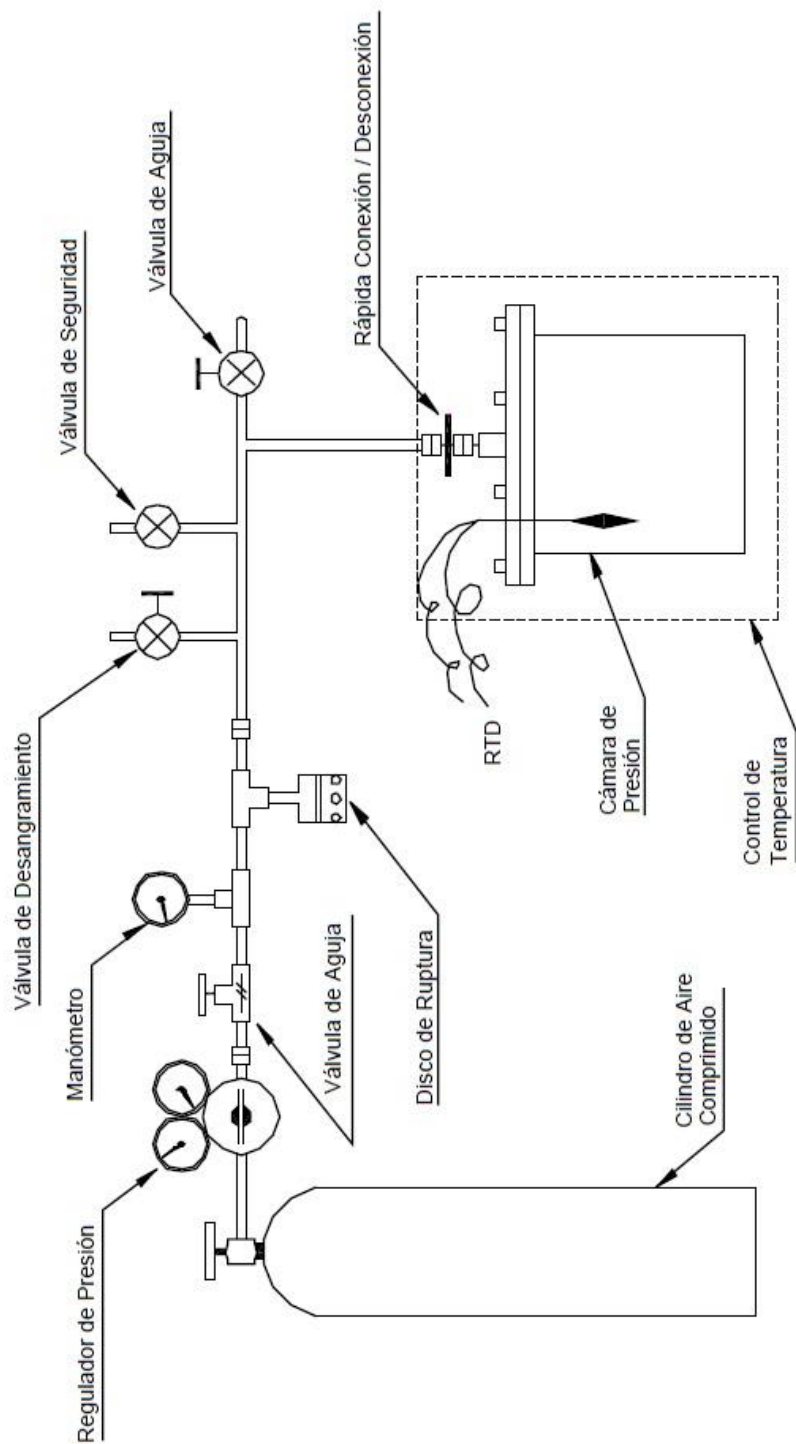 Regulador de Presión
Manómetro
Válvula de Desangramiento
Válvula de Seguridad
Válvula de Aguja
Rápida Conexión / Desconexión
Válvula de Aguja
Disco de Ruptura
RTD
Cilindro de Aire
Comprimido
Cámara de
Presión
Control de
Temperatura